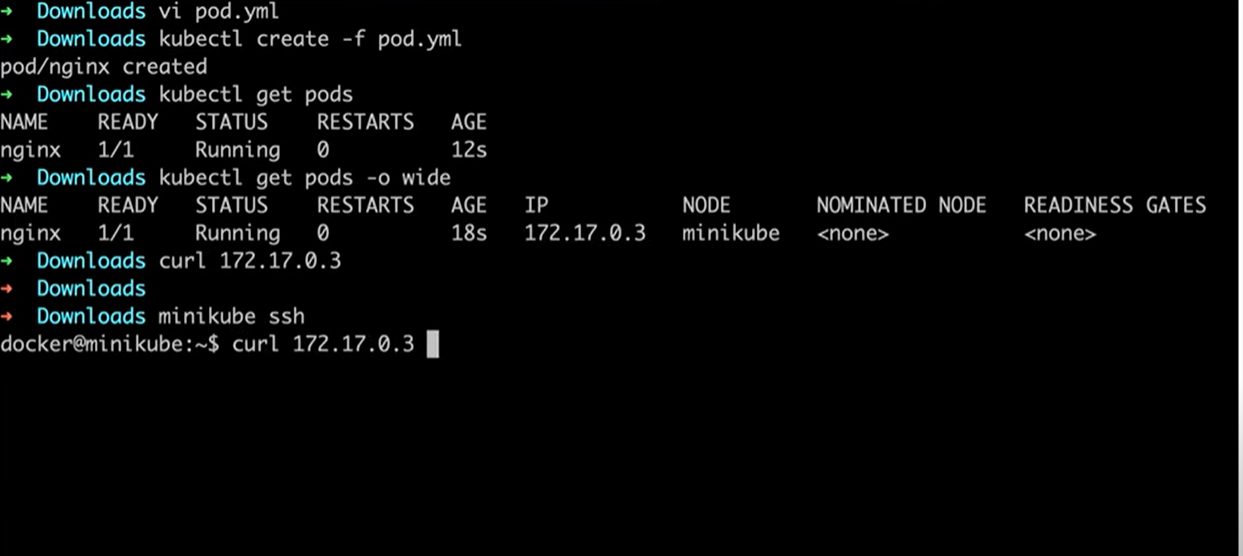 ➜  Downloads vi pod.yml
➜  Downloads kubectl create -f pod.yml
pod/nginx created
➜  Downloads kubectl get pods
NAME    READY   STATUS    RESTARTS   AGE
nginx   1/1     Running   0          12s
➜  Downloads kubectl get pods -o wide
NAME    READY   STATUS    RESTARTS   AGE   IP           NODE       NOMINATED NODE   READINESS GATES
nginx   1/1     Running   0          18s   172.17.0.3   minikube   <none>           <none>
➜  Downloads curl 172.17.0.3
➜  Downloads
➜  Downloads minikube ssh
docker@minikube:~$ curl 172.17.0.3